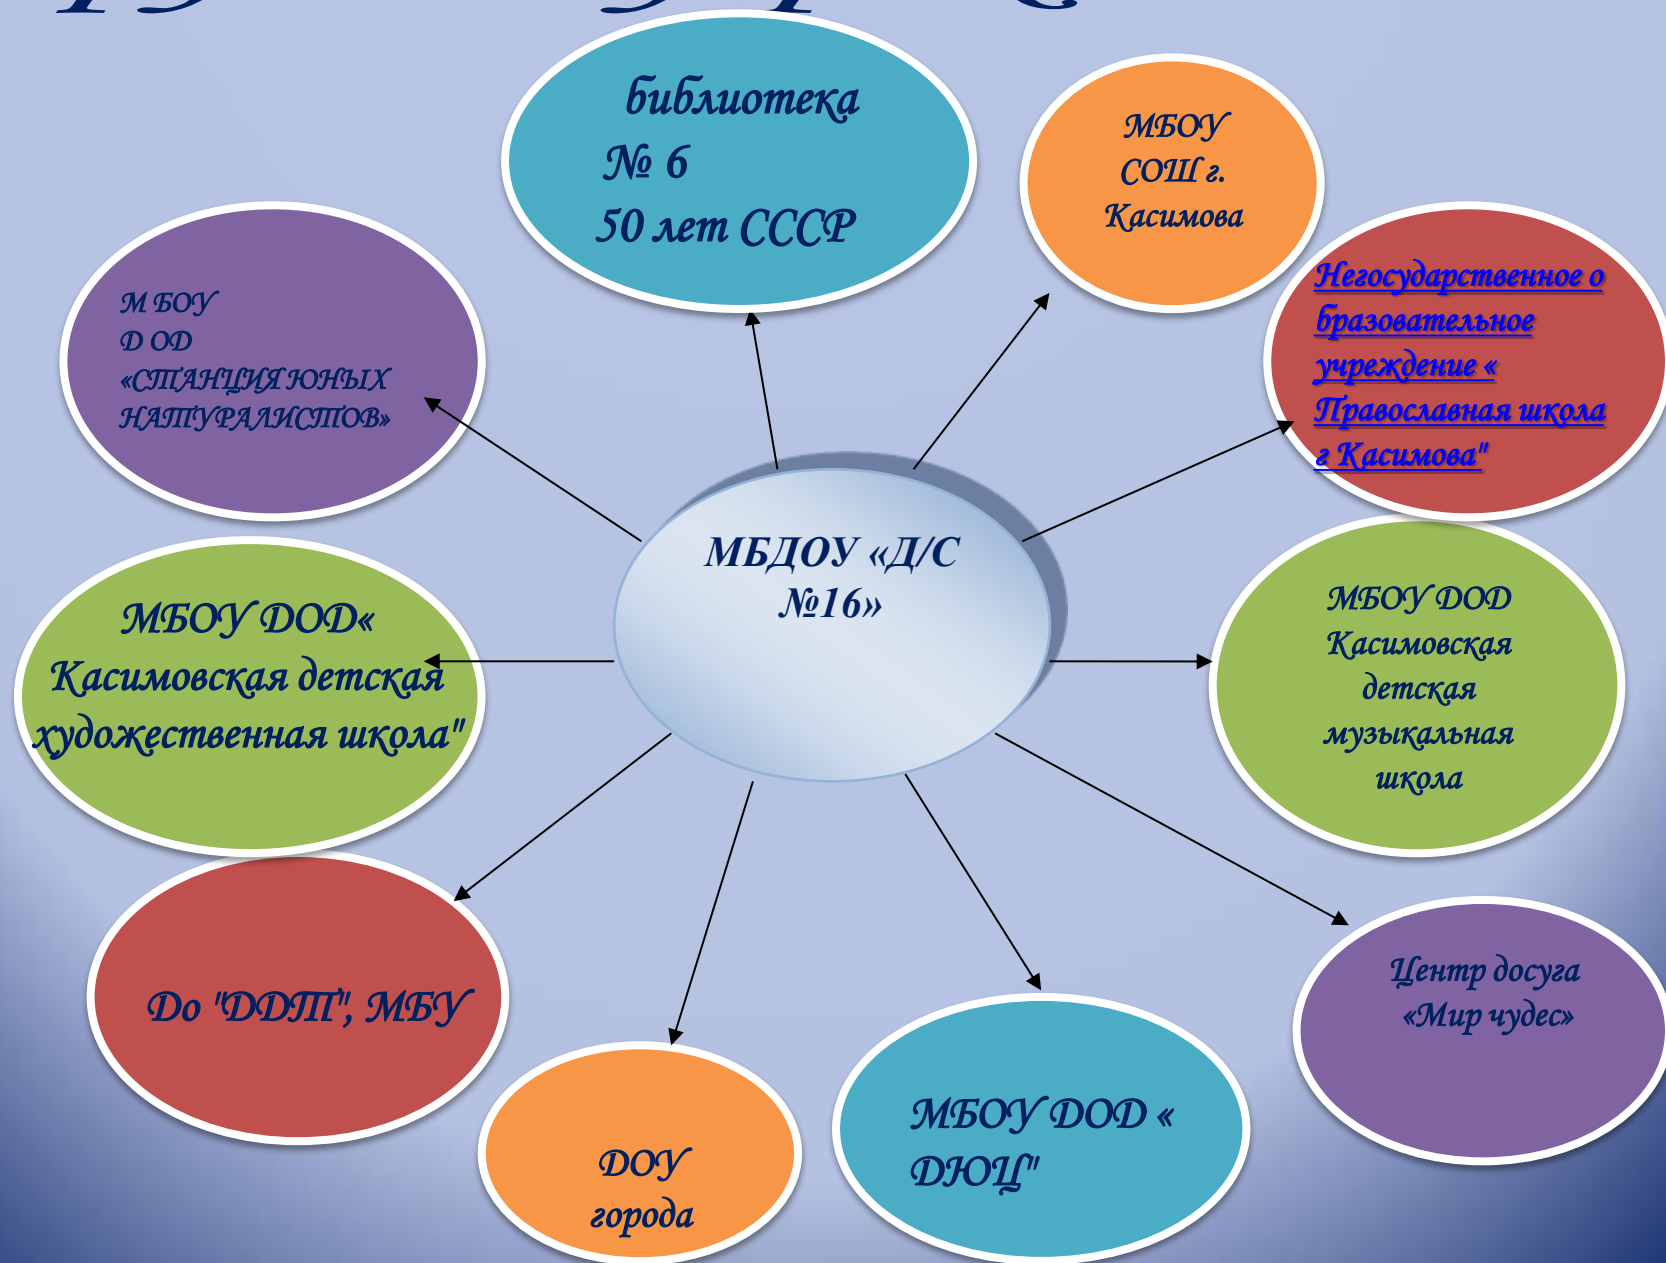 библиотека
№ 6
50 лет СССР
МБОУ
СОШ г.
Касимова
Негосударственное о
бразовательное
учреждение «
Православная школа
г Касимова"
М БОУ
Д ОД
«СТАНЦИЯ ЮНЫХ
НАТУРАЛИСТОВ»
МБДОУ «Д/С
№16»
МБОУ ДОД«
Касимовская детская
художественная школа"
МБОУ ДОД
Касимовская
детская
музыкальная
школа
До "ДДТ", МБУ
Центр досуга
«Мир чудес»
ДОУ
города
МБОУ ДОД «
ДЮЦ"